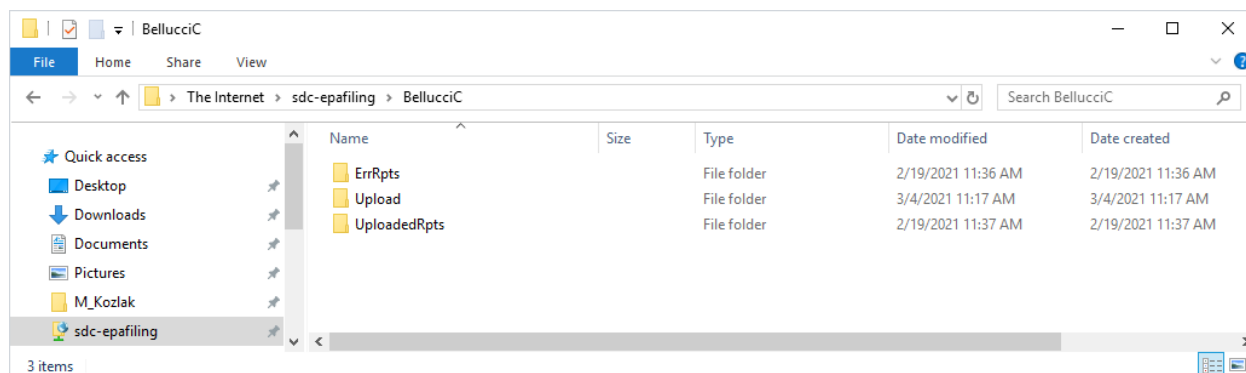 BellucciC
File Home Share View
The Internet > sdc-epafiling > BellucciC Search BellucciC
Name Size Type Date modified Date created
Quick access
Desktop
Downloads
Documents
Pictures
M_Kozlak
sdc-epafiling
ErrRpts File folder 2/19/2021 11:36 AM 2/19/2021 11:36 AM
Upload File folder 3/4/2021 11:17 AM 3/4/2021 11:17 AM
UploadedRpts File folder 2/19/2021 11:37 AM 2/19/2021 11:37 AM
3 items